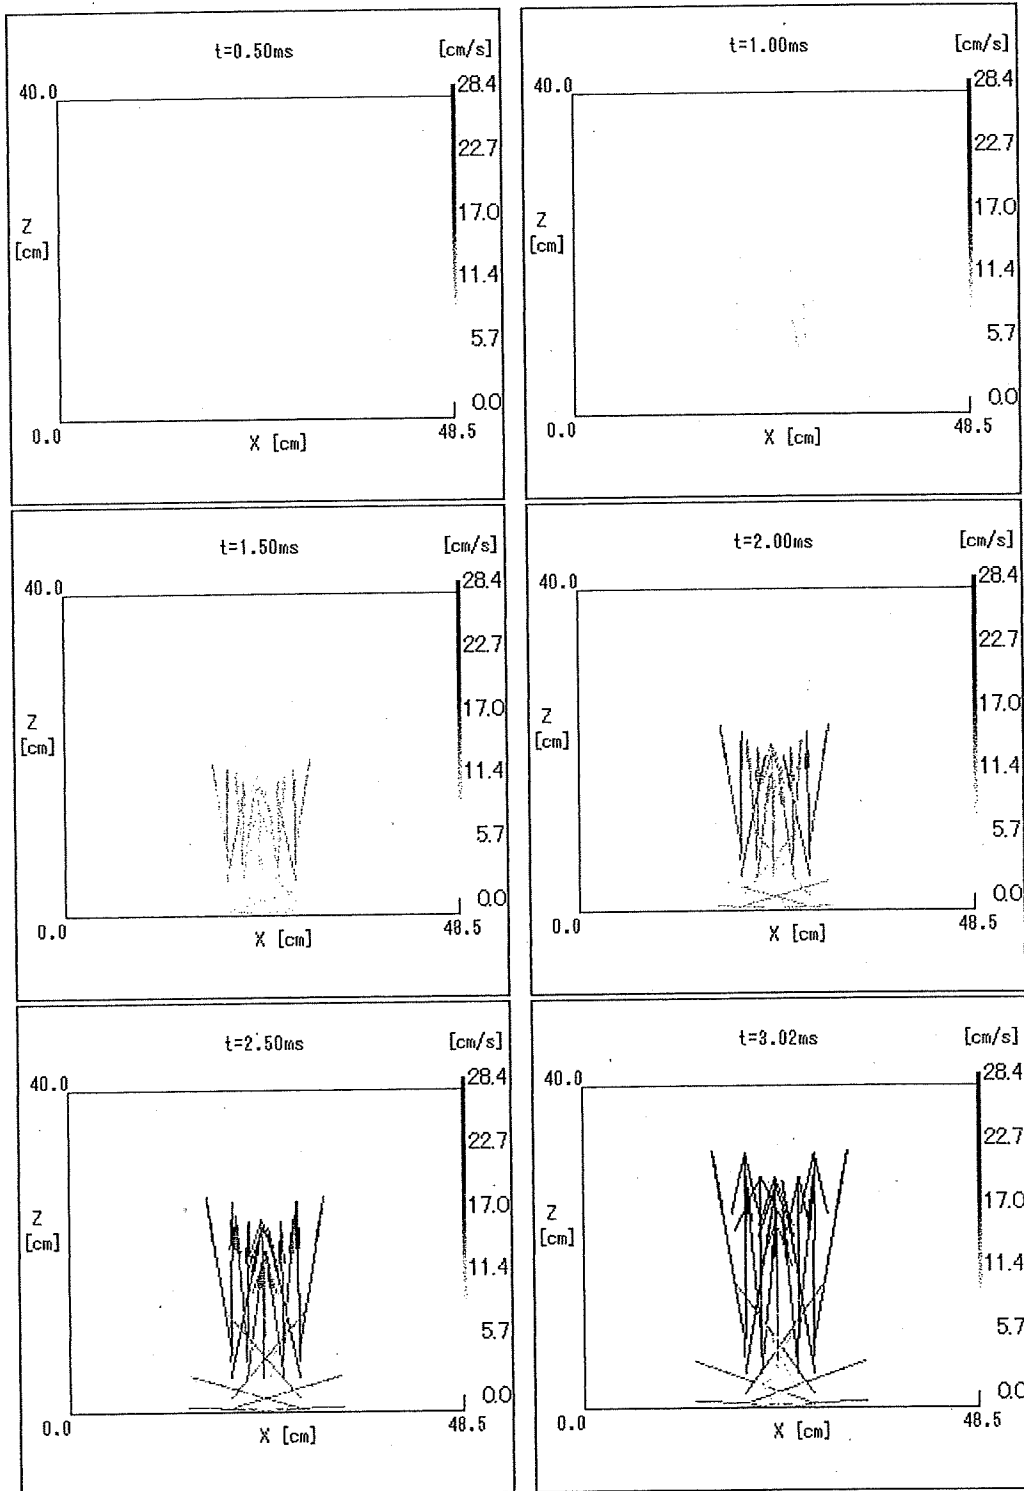 t=0.50ms
[cm/s]
40.0
28.4
22.7
17.0
11.4
5.7
0.0
Z
[cm]
0.0
X [cm]
48.5
t=1.00ms
[cm/s]
40.0
28.4
22.7
17.0
11.4
5.7
0.0
Z
[cm]
0.0
X [cm]
48.5
t=1.50ms
[cm/s]
40.0
28.4
22.7
17.0
11.4
5.7
0.0
Z
[cm]
0.0
X [cm]
48.5
t=2.00ms
[cm/s]
40.0
28.4
22.7
17.0
11.4
5.7
0.0
Z
[cm]
0.0
X [cm]
48.5
t=2.50ms
[cm/s]
40.0
28.4
22.7
17.0
11.4
5.7
0.0
Z
[cm]
0.0
X [cm]
48.5
t=3.02ms
[cm/s]
40.0
28.4
22.7
17.0
11.4
5.7
0.0
Z
[cm]
0.0
X [cm]
48.5